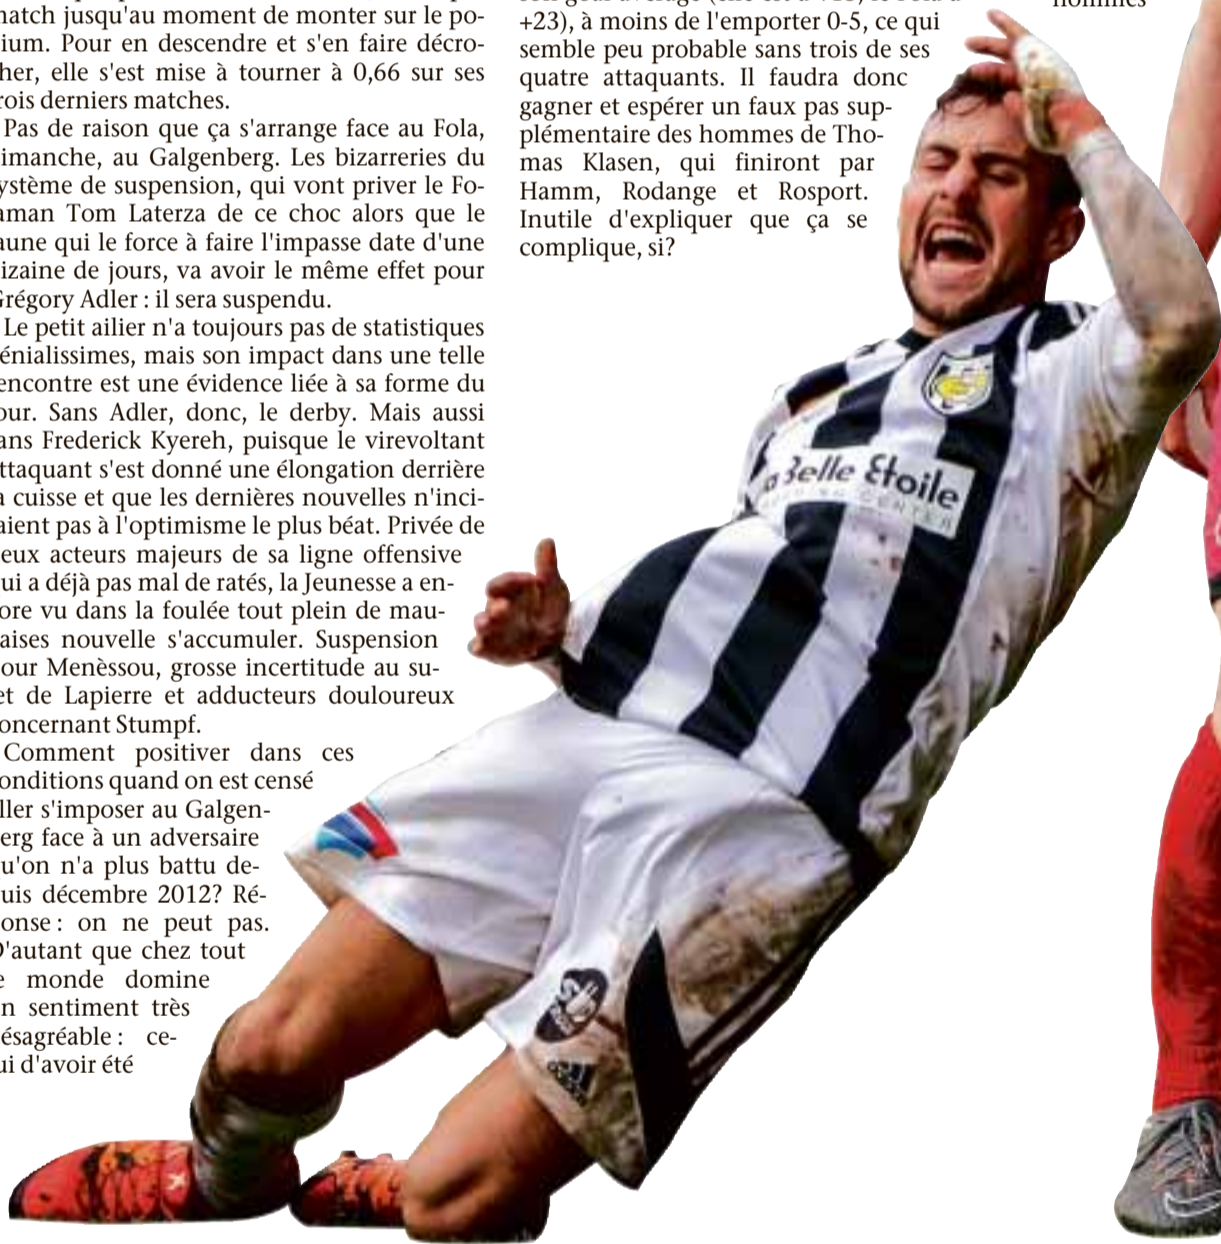 match jusqu'au moment de monter sur le po-
ium. Pour en descendre et s'en faire décro-
her, elle s'est mise à tourner à 0,66 sur ses
rois derniers matches.
Pas de raison que ça s'arrange face au Fola,
imanche, au Galgenberg. Les bizarreries du
ystème de suspension, qui vont priver le Fo-
aman Tom Laterza de ce choc alors que le
aune qui le force à faire l'impasse date d'une
izaine de jours, va avoir le même effet pour
Grégory Adler : il sera suspendu.
Le petit ailier n'a toujours pas de statistiques
énialissimes, mais son impact dans une telle
encontre est une évidence liée à sa forme du
our. Sans Adler, donc, le derby. Mais aussi
ans Frederick Kyereh, puisque le virevoltant
ttaquant s'est donné une élongation derrière
a cuisse et que les dernières nouvelles n'inci-
aient pas à l'optimisme le plus béat. Privée de
eux acteurs majeurs de sa ligne offensive
ui a déjà pas mal de ratés, la Jeunesse a en-
ore vu dans la foulée tout plein de mau-
aises nouvelle s'accumuler. Suspension
our Menèssou, grosse incertitude au su-
et de Lapierre et adducteurs douloureux
oncernant Stumpf.
Comment positiver dans ces
onditions quand on est censé
ller s'imposer au Galgen-
erg face à un adversaire
u'on n'a plus battu de-
uis décembre 2012? Ré-
onse : on ne peut pas.
D'autant que chez tout
e monde domine
n sentiment très
ésagréable : ce-
ui d'avoir été
+23), à moins de l'emporter 0-5, ce qui
semble peu probable sans trois de ses
quatre attaquants. Il faudra donc
gagner et espérer un faux pas sup-
plémentaire des hommes de Tho-
mas Klasen, qui finiront par
Hamm, Rodange et Rosport.
Inutile d'expliquer que ça se
complique, si?
hommes
a Belle Etoile
SHOPPING CENTER
adidas